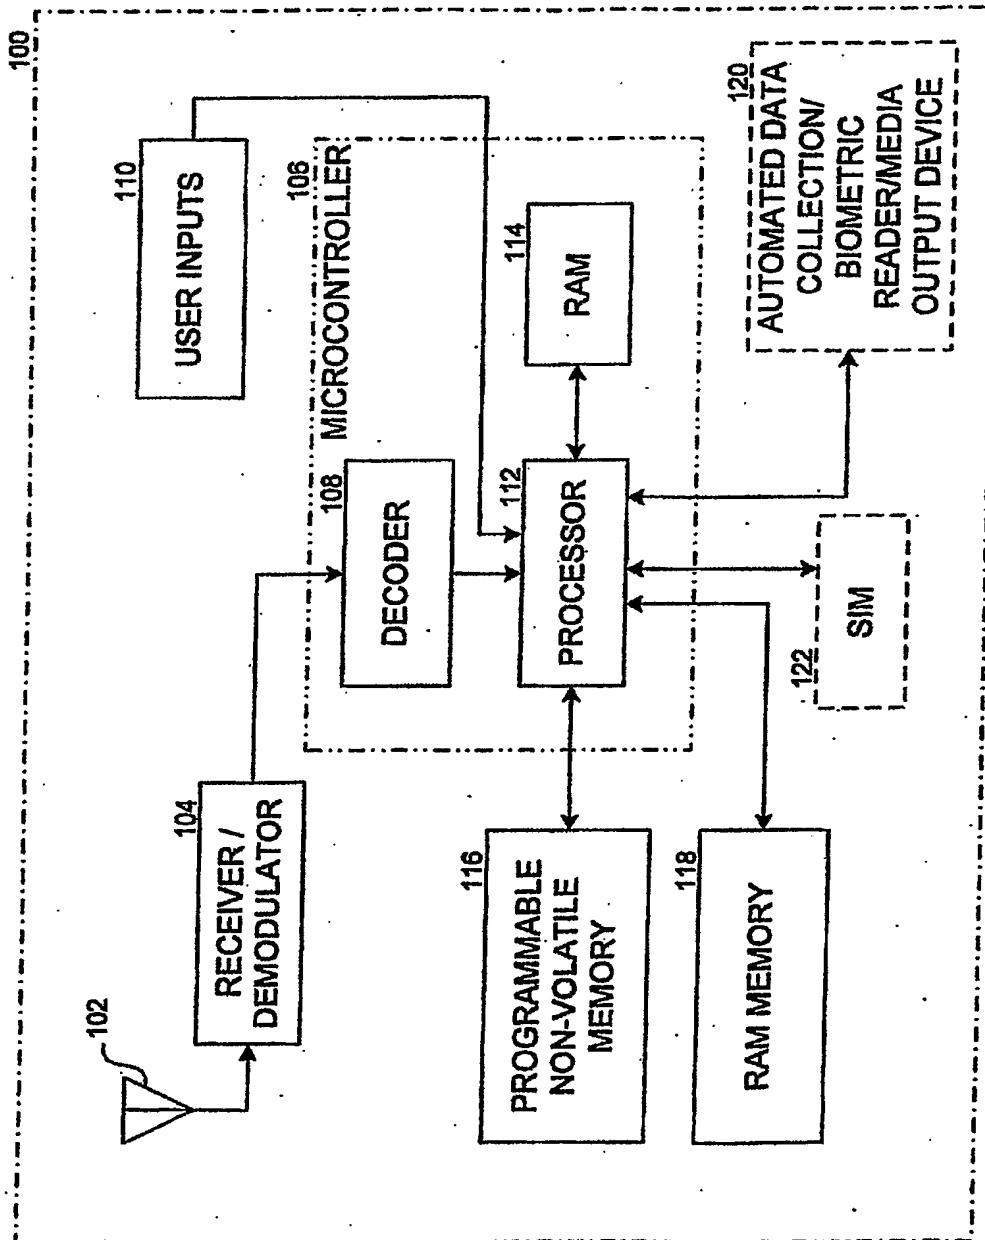 100
102
104
RECEIVER /
DEMODULATOR
110
USER INPUTS
106
MICROCONTROLLER
108
DECODER
112
PROCESSOR
114
RAM
116
PROGRAMMABLE
NON-VOLATILE
MEMORY
118
RAM MEMORY
122
SIM
120
AUTOMATED DATA
COLLECTION/
BIOMETRIC
READER/MEDIA
OUTPUT DEVICE